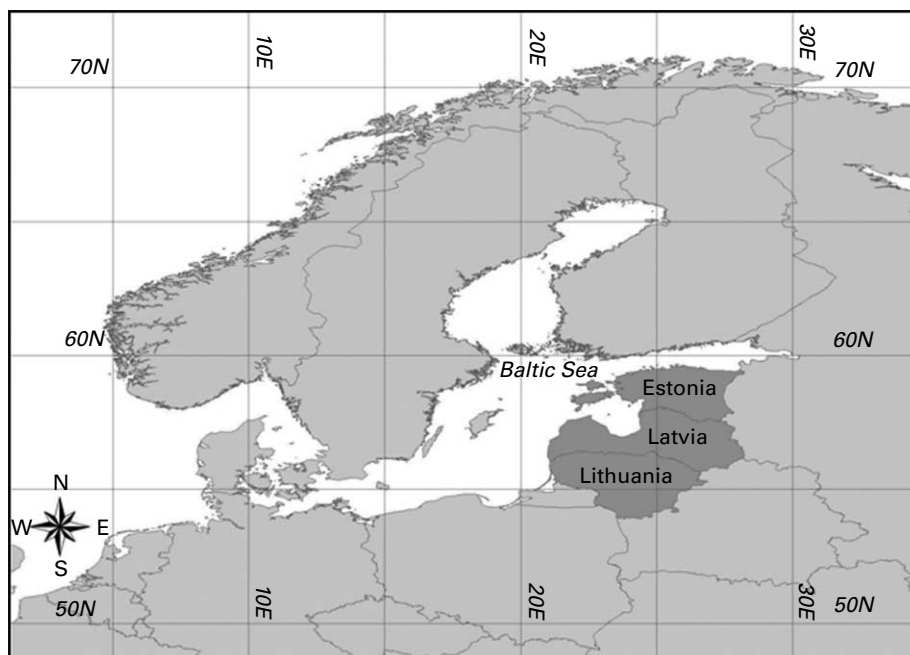 10E
20E
30E
70N
70N
60N
60N
Baltic Sea
Estonia
Latvia
Lithuania
N
W
E
S
50N
10E
20E
30E
50N